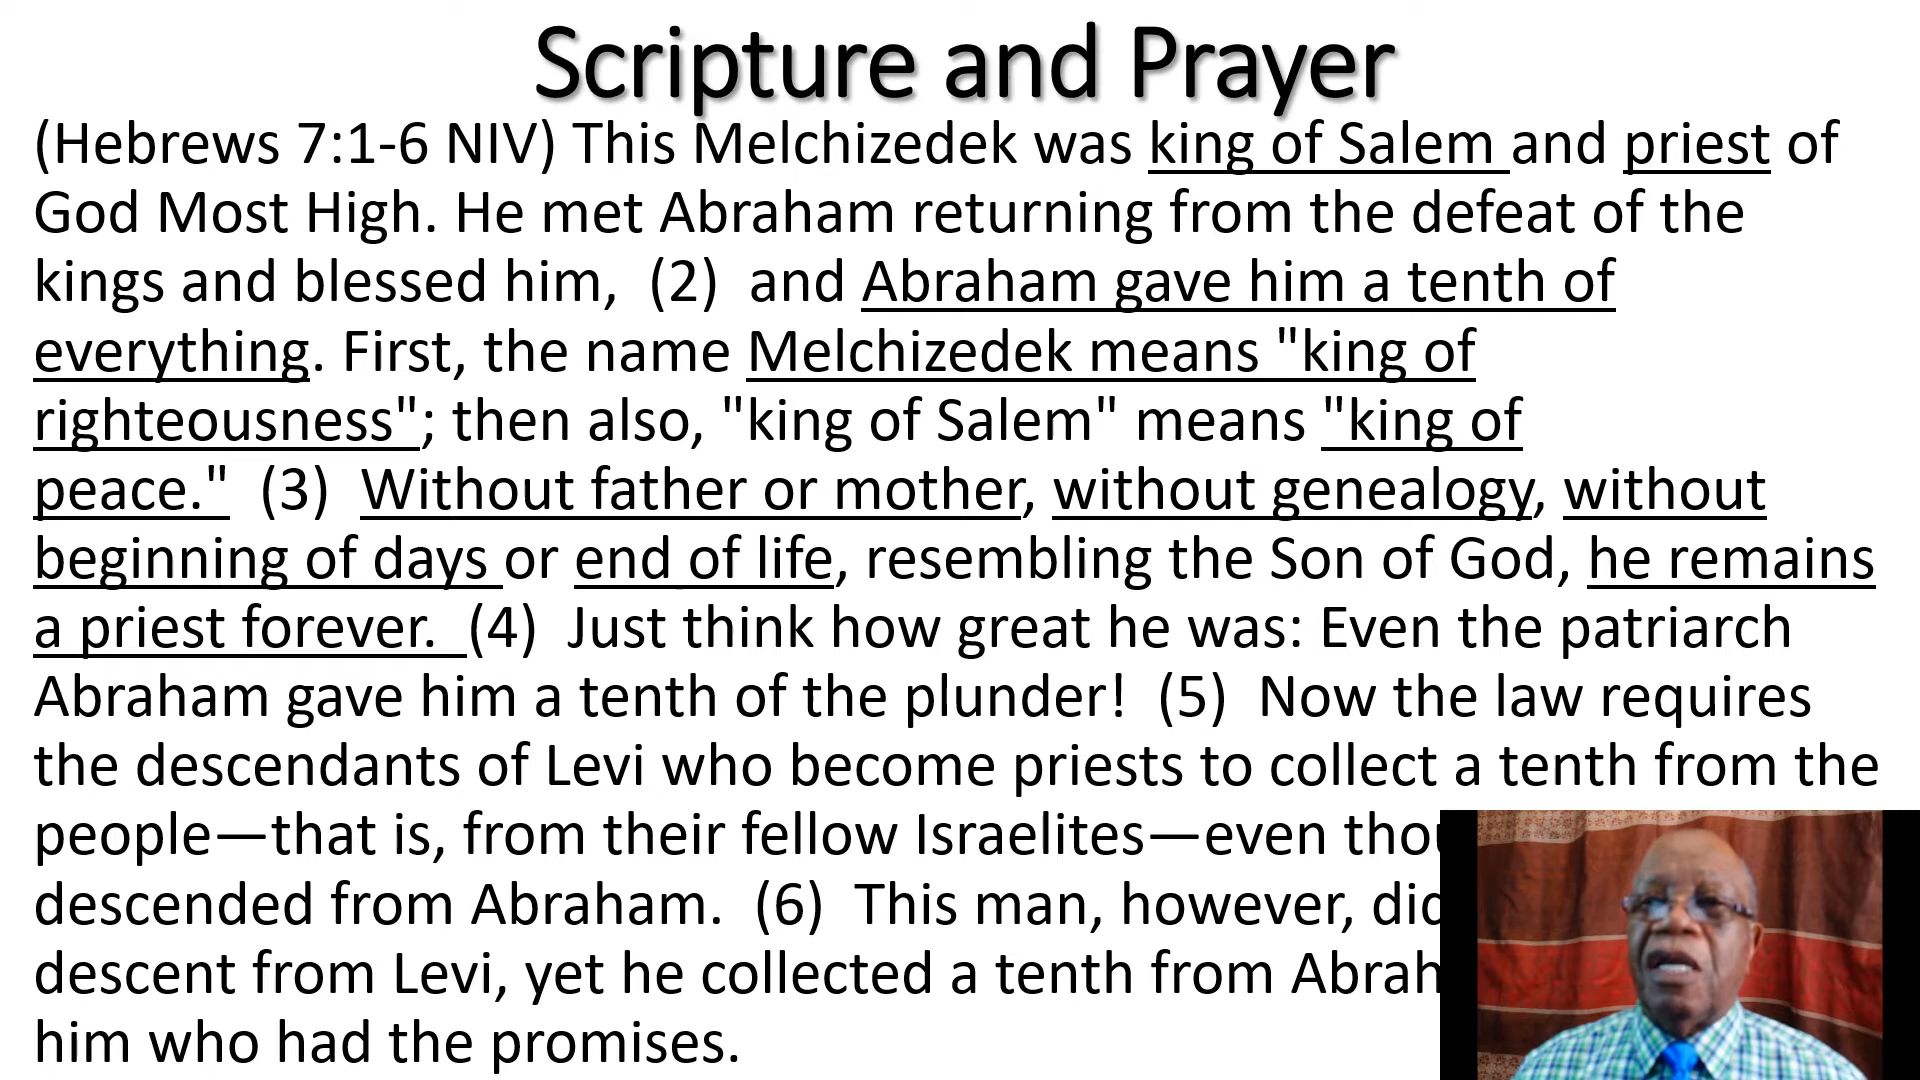 Scripture and Prayer
(Hebrews 7:1-6 NIV) This Melchizedek was king of Salem and priest of
God Most High. He met Abraham returning from the defeat of the
kings and blessed him, (2) and Abraham gave him a tenth of
everything. First, the name Melchizedek means "king of
righteousness"; then also, "king of Salem" means "king of
peace." (3) Without father or mother, without genealogy, without
beginning of days or end of life, resembling the Son of God, he remains
a priest forever. (4) Just think how great he was: Even the patriarch
Abraham gave him a tenth of the plunder! (5) Now the law requires
the descendants of Levi who become priests to collect a tenth from the
people—that is, from their fellow Israelites—even
descended from Abraham. (6) This man, however,
descent from Levi, yet he collected a tenth from
him who had the promises.